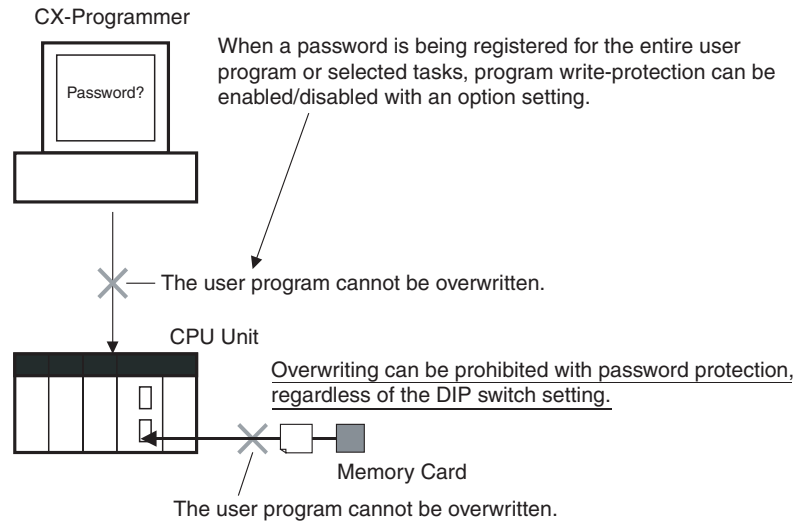 CX-Programmer
When a password is being registered for the entire user
program or selected tasks, program write-protection can be
enabled/disabled with an option setting.
Password?
The user program cannot be overwritten.
CPU Unit
Overwriting can be prohibited with password protection,
regardless of the DIP switch setting.
Memory Card
The user program cannot be overwritten.